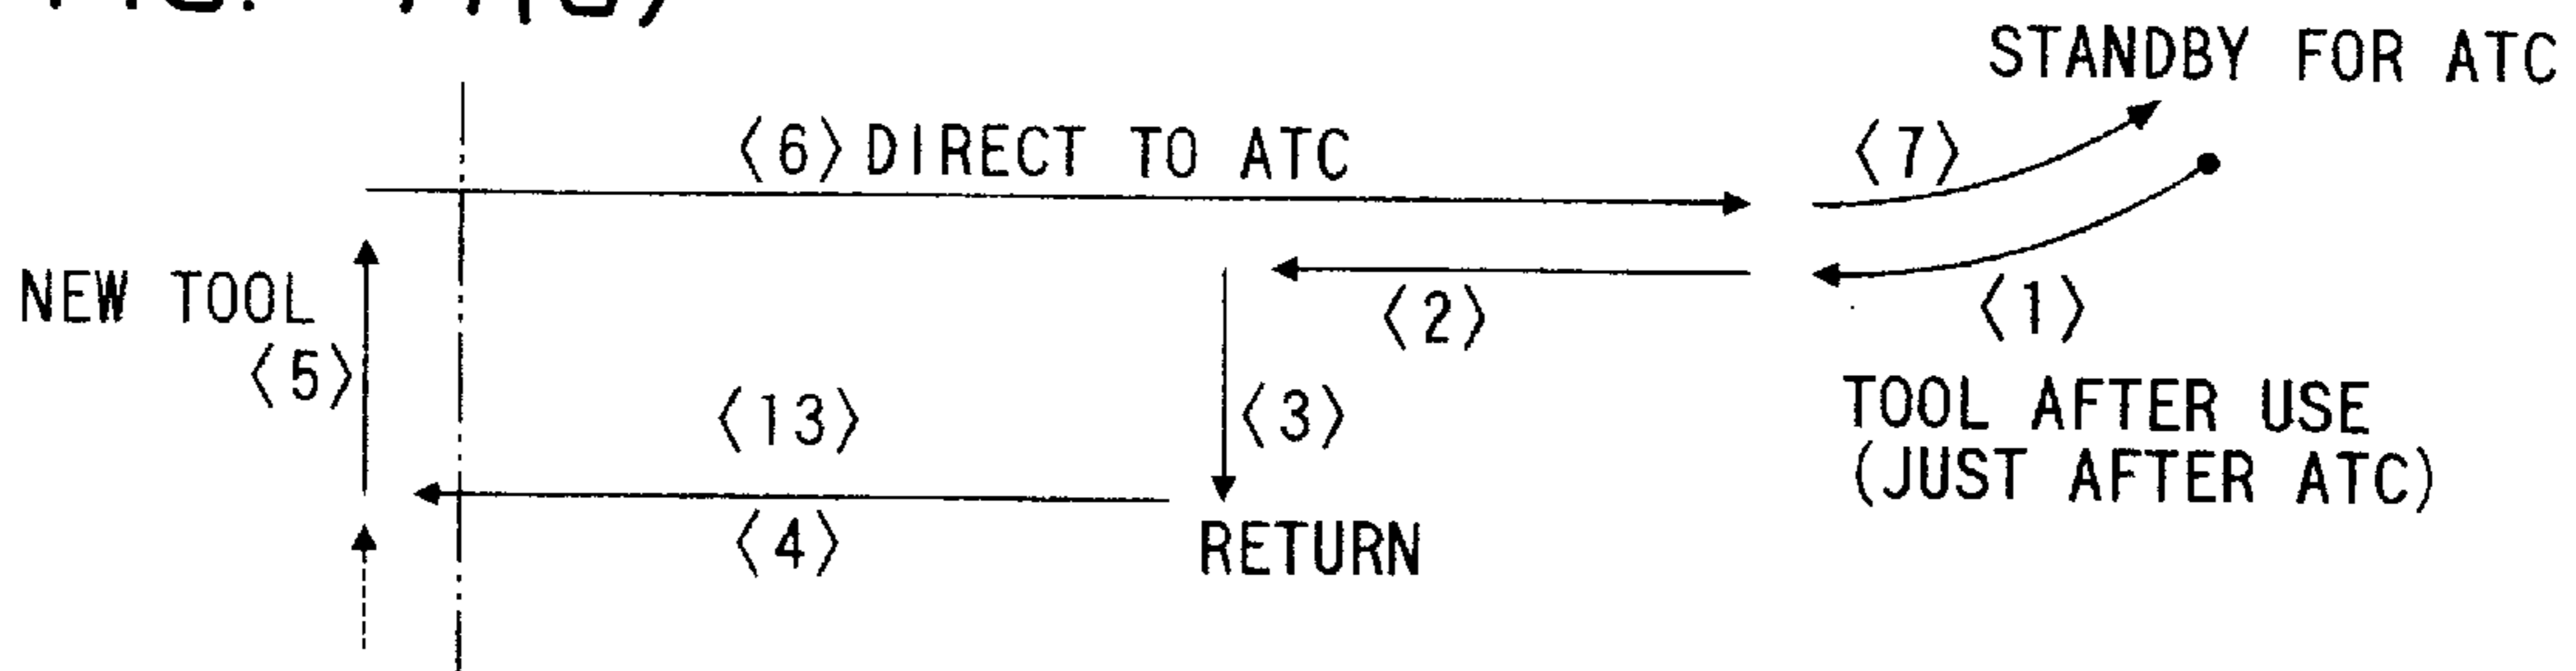 STANDBY FOR ATC
〈6〉DIRECT TO ATC
〈7〉
NEW TOOL
〈5〉
〈2〉
〈1〉
〈13〉
〈3〉
TOOL AFTER USE
(JUST AFTER ATC)
〈4〉
RETURN